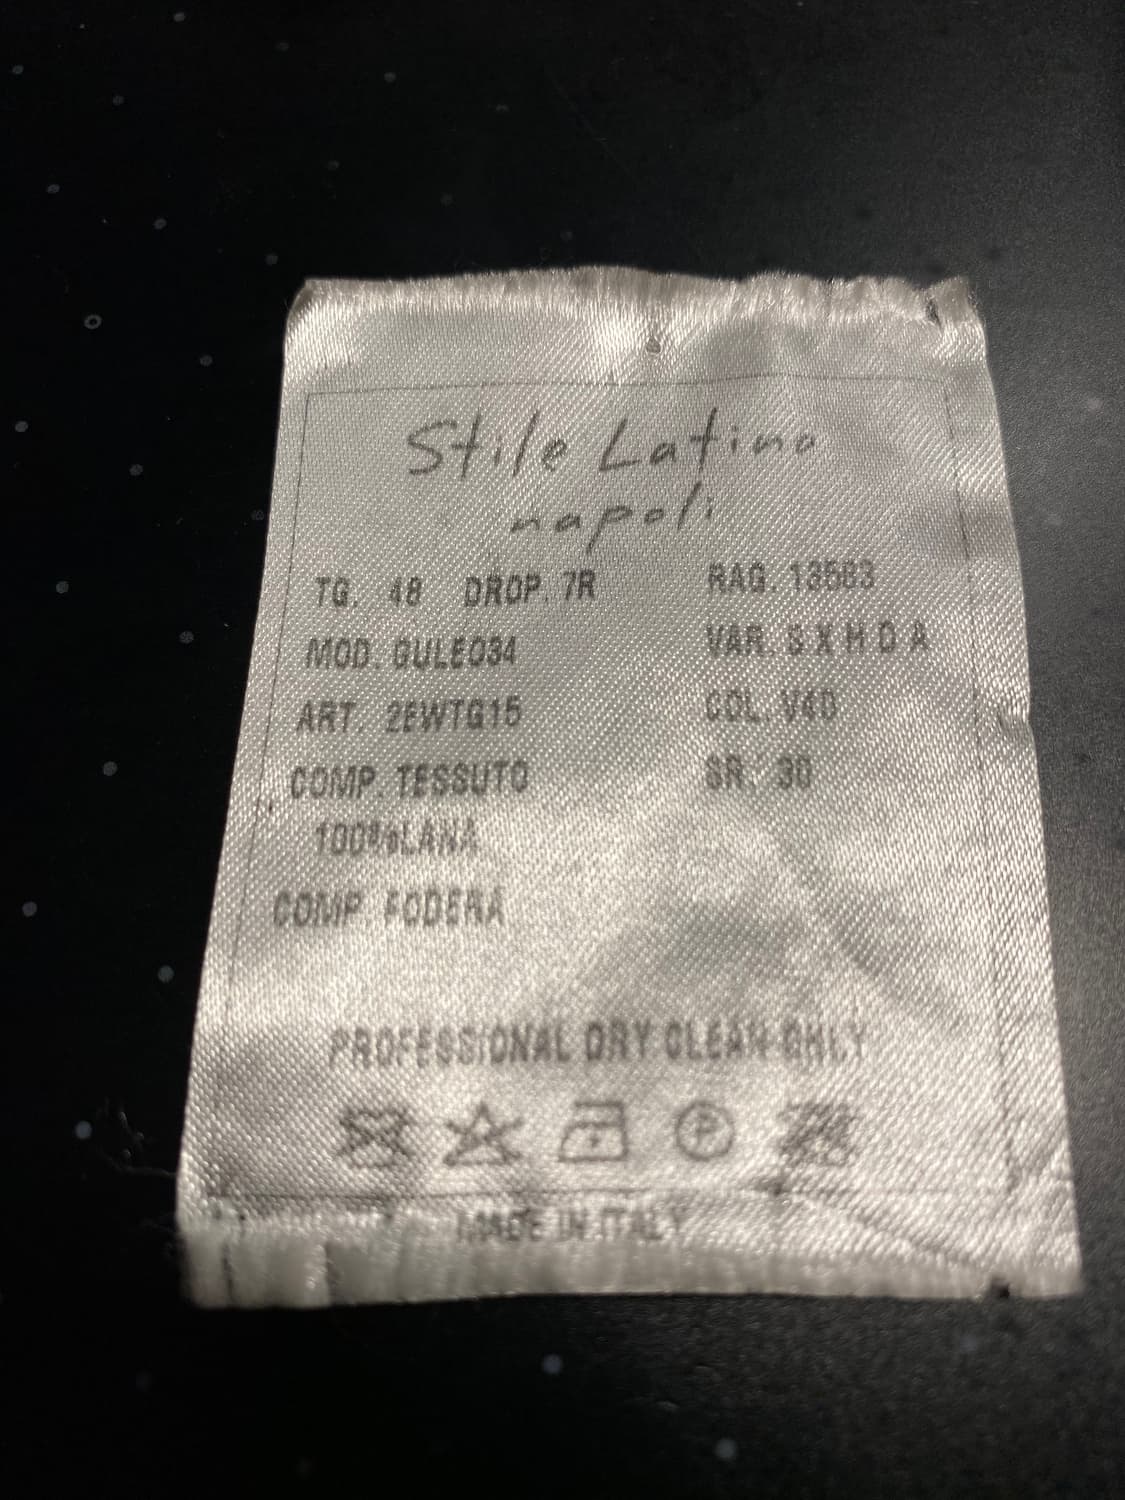 Stile Latino
napoli
TG. 48 DROP. 7R RAG. 13583
MOD. GULEO34 VAR. S X H D A
ART. 2EWTG15 COL. V40
COMP. TESSUTO SR. 30
100%LANA
COMP. FODERA
PROFESSIONAL DRY CLEAN ONLY
P
MADE IN ITALY